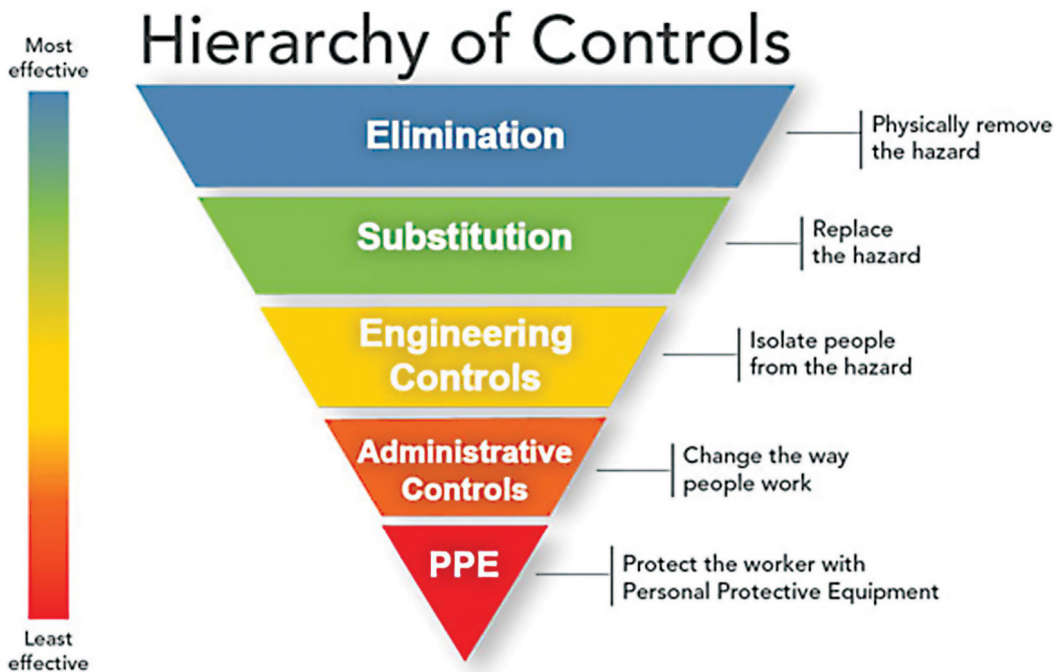 Hierarchy of Controls
Most
effective
Elimination
Physically remove
the hazard
Substitution
Replace
the hazard
Engineering
Controls
Isolate people
from the hazard
Administrative
Controls
Change the way
people work
PPE
Protect the worker with
Personal Protective Equipment
Least
effective